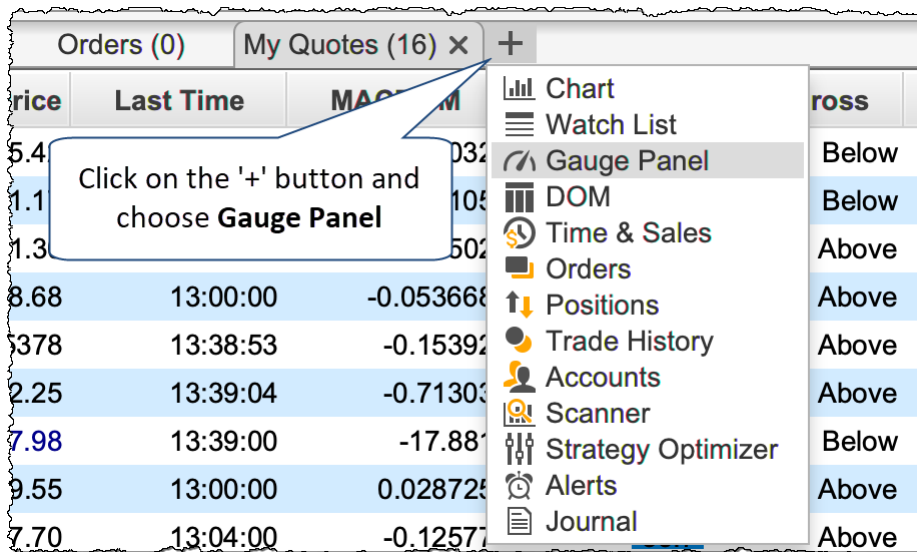 Orders (0) My Quotes (16) × +
rice Last Time ross
Click on the '+' button and
choose Gauge Panel
Chart
Watch List
Gauge Panel
DOM
Time & Sales
Orders
Positions
Trade History
Accounts
Scanner
Strategy Optimizer
Alerts
Journal
Below
Below
Above
8.68 13:00:00 -0.053668 Above
5378 13:38:53 -0.15392 Above
2.25 13:39:04 -0.71303 Above
7.98 13:39:00 -17.881 Below
9.55 13:00:00 0.028725 Above
7.70 13:04:00 -0.12577 Above